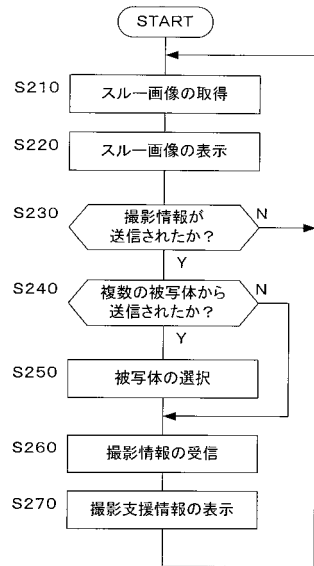 START
S210
スルー画像の取得
S220
スルー画像の表示
S230
撮影情報が
送信されたか?
N
Y
S240
複数の被写体から
送信されたか?
N
Y
S250
被写体の選択
S260
撮影情報の受信
S270
撮影支援情報の表示